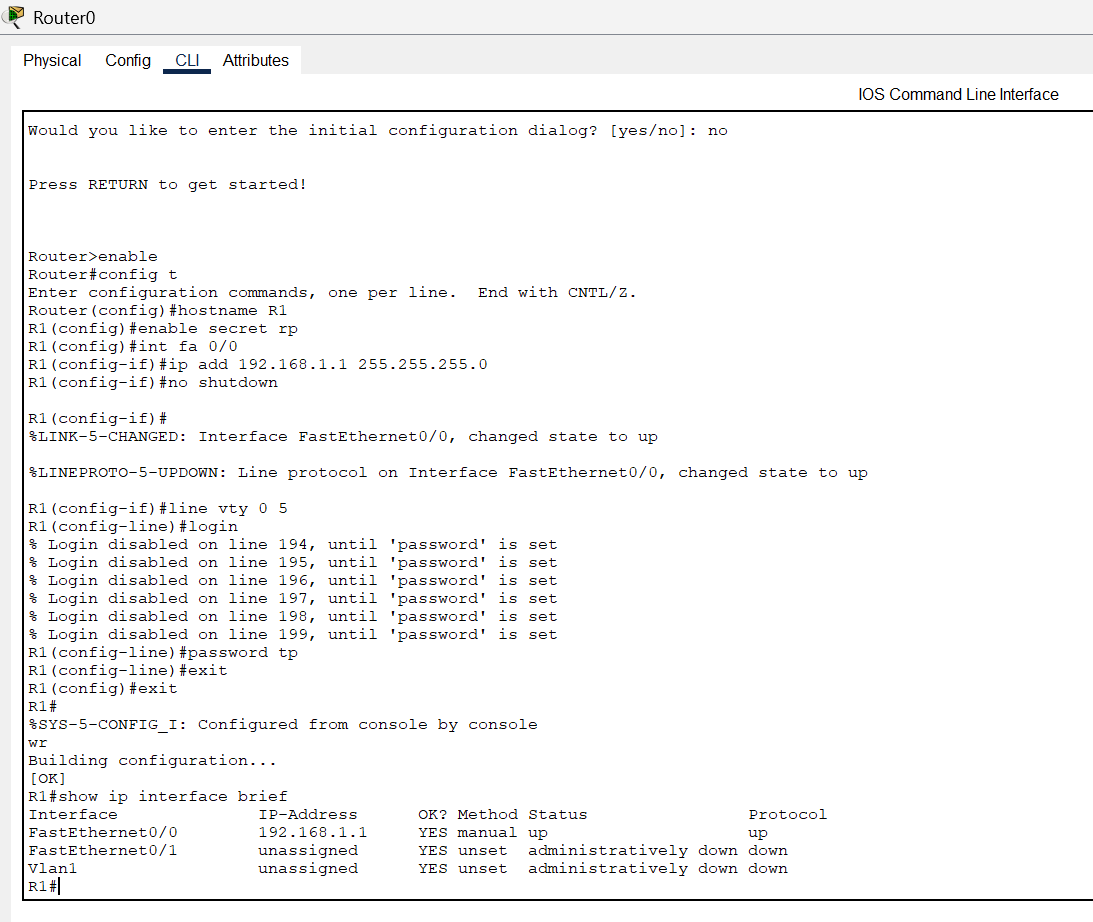 Router0
Physical Config CLI Attributes
IOS Command Line Interface
Would you like to enter the initial configuration dialog? [yes/no]: no
Press RETURN to get started!
Router>enable
Router#config t
Enter configuration commands, one per line.  End with CNTL/Z.
Router(config)#hostname R1
R1(config)#enable secret rp
R1(config)#int fa 0/0
R1(config-if)#ip add 192.168.1.1 255.255.255.0
R1(config-if)#no shutdown
R1(config-if)#
%LINK-5-CHANGED: Interface FastEthernet0/0, changed state to up
%LINEPROTO-5-UPDOWN: Line protocol on Interface FastEthernet0/0, changed state to up
R1(config-if)#line vty 0 5
R1(config-line)#login
% Login disabled on line 194, until 'password' is set
% Login disabled on line 195, until 'password' is set
% Login disabled on line 196, until 'password' is set
% Login disabled on line 197, until 'password' is set
% Login disabled on line 198, until 'password' is set
% Login disabled on line 199, until 'password' is set
R1(config-line)#password tp
R1(config-line)#exit
R1(config)#exit
R1#
%SYS-5-CONFIG_I: Configured from console by console
wr
Building configuration...
[OK]
R1#show ip interface brief
Interface              IP-Address      OK? Method Status                Protocol
FastEthernet0/0        192.168.1.1     YES manual up                    up
FastEthernet0/1        unassigned      YES unset  administratively down down
Vlan1                  unassigned      YES unset  administratively down down
R1#